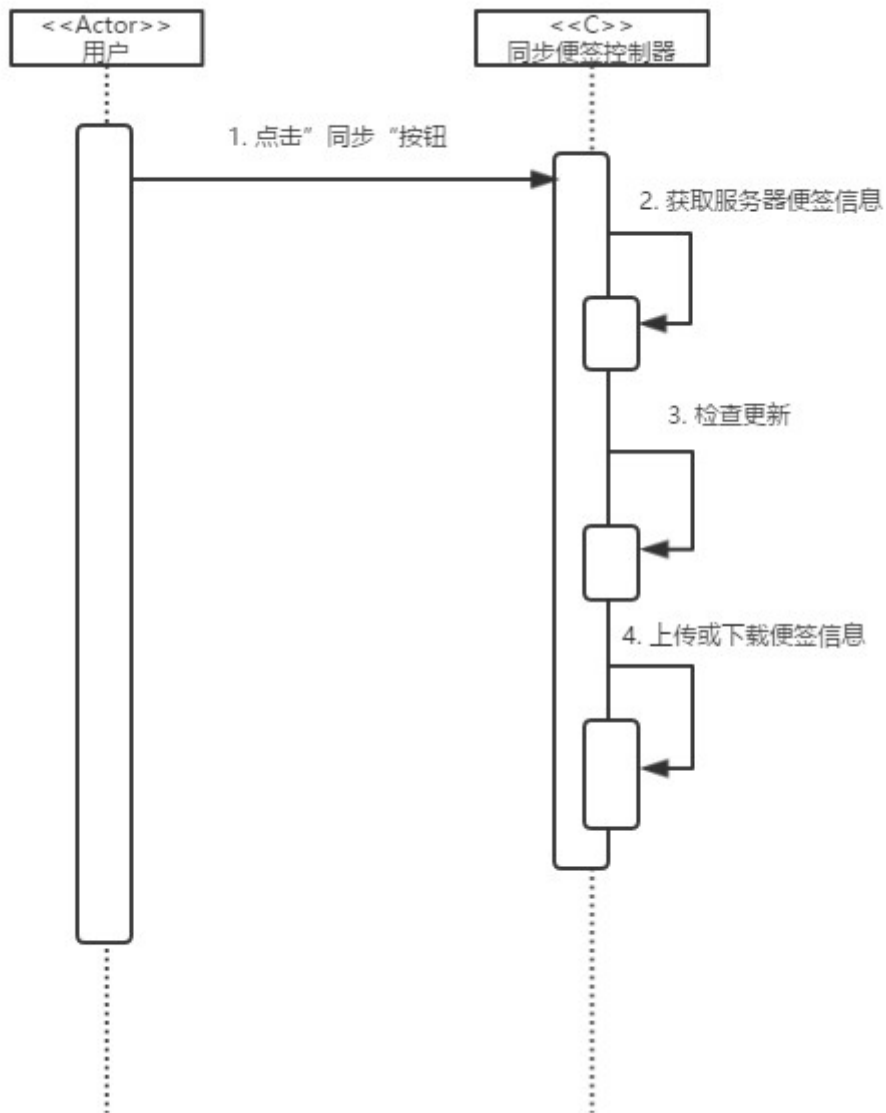 <<Actor>>
用户
<<C>>
同步便签控制器
1. 点击”同步“按钮
2. 获取服务器便签信息
3. 检查更新
4. 上传或下载便签信息